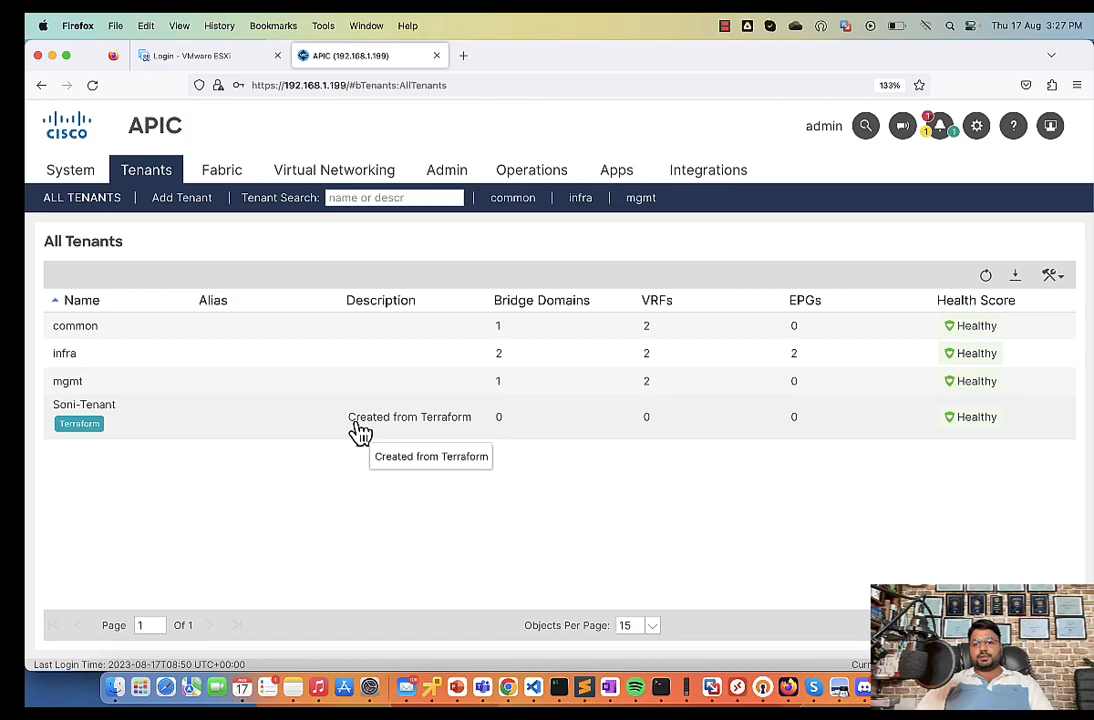 Firefox File Edit View History Bookmarks Tools Window Help Thu 17 Aug 3:27 PM
Login - VMware ESXi APIC (192.168.1.199)
https://192.168.1.199/#bTenants:AllTenants 133%
CISCO APIC admin 1 1 1
System Tenants Fabric Virtual Networking Admin Operations Apps Integrations
ALL TENANTS | Add Tenant | Tenant Search: name or descr | common | infra | mgmt
All Tenants
Name Alias Description Bridge Domains VRFs EPGs Health Score
common 1 2 0 Healthy
infra 2 2 2 Healthy
mgmt 1 2 0 Healthy
Soni-Tenant
Terraform
Created from Terraform 0 0 0 Healthy
Created from Terraform
Page 1 Of 1 Objects Per Page: 15
Last Login Time: 2023-08-17T08:50 UTC+00:00 
17